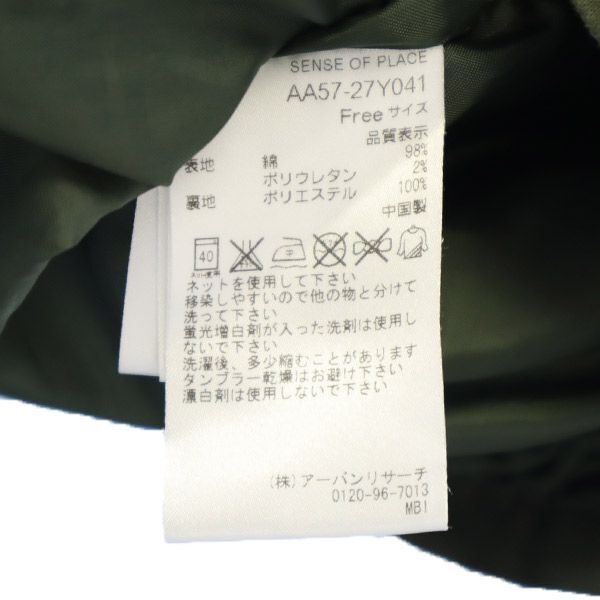 SENSE OF PLACE
AA57-27Y041
Free サイズ
品質表示
表地 綿 98%
ポリウレタン 2%
裏地 ポリエステル 100%
中国製
40
ネット使用
ネットを使用して下さい
移染しやすいので他の物と分けて
洗って下さい
蛍光増白剤が入った洗剤は使用し
ないで下さい
洗濯後、多少縮むことがあります
タンブラー乾燥はお避け下さい
漂白剤は使用しないで下さい
(株)アーバンリサーチ
0120-96-7013
MBI